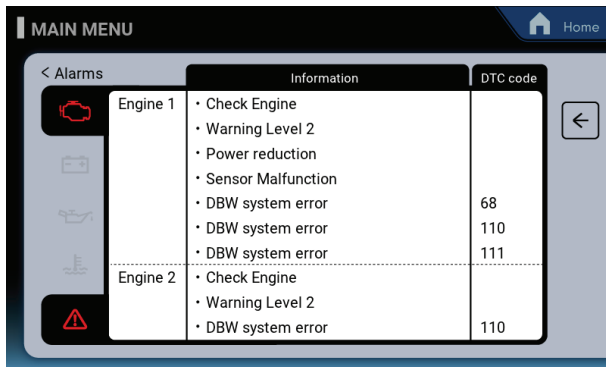 MAIN MENU
Home
< Alarms
Information
DTC code
Engine 1
・Check Engine
・Warning Level 2
・Power reduction
・Sensor Malfunction
・DBW system error 68
・DBW system error 110
・DBW system error 111
Engine 2
・Check Engine
・Warning Level 2
・DBW system error 110